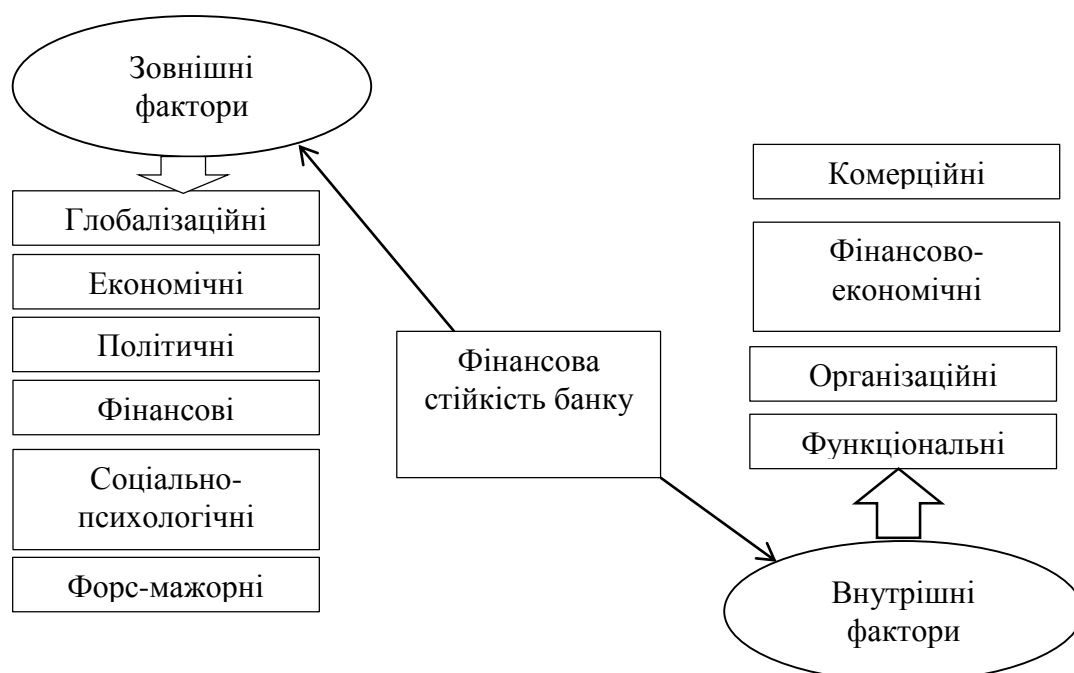 Зовнішні
фактори
Глобалізаційні
Економічні
Політичні
Фінансові
Соціально-
психологічні
Форс-мажорні
Фінансова
стійкість банку
Комерційні
Фінансово-
економічні
Організаційні
Функціональні
Внутрішні
фактори